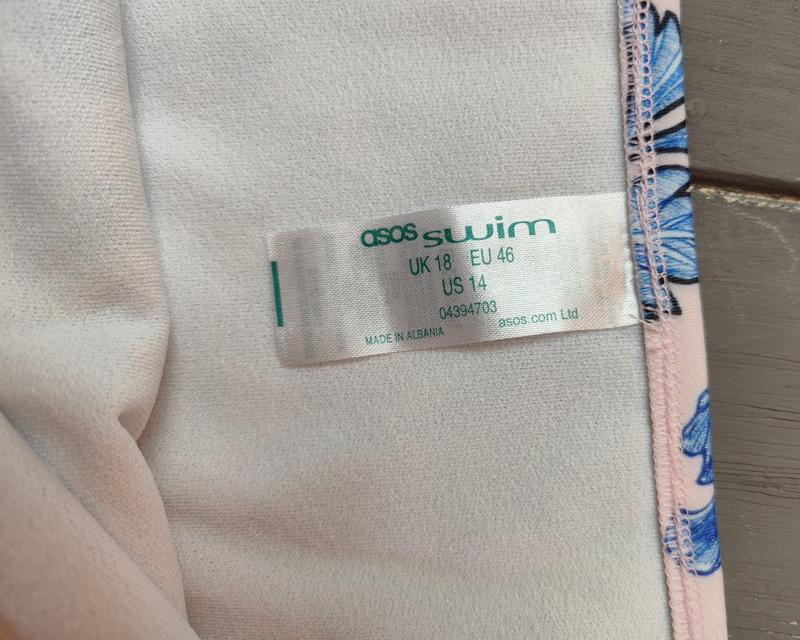 asos swim
UK 18 EU 46
US 14
04394703
asos.com Ltd
MADE IN ALBANIA